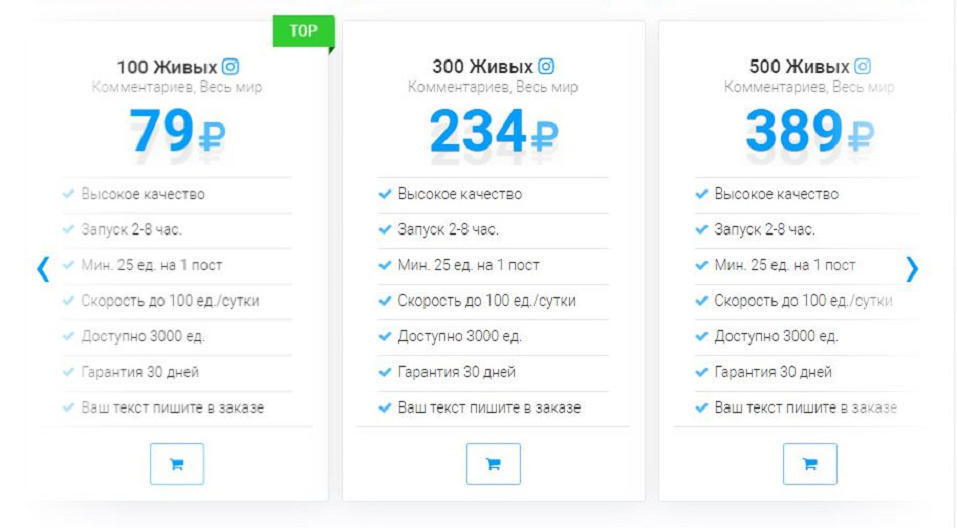 TOP
100 Живых
Комментариев, Весь мир
79₽
Высокое качество
Запуск 2-8 час.
Мин. 25 ед. на 1 пост
Скорость до 100 ед./сутки
Доступно 3000 ед.
Гарантия 30 дней
Ваш текст пишите в заказе
300 Живых
Комментариев, Весь мир
234₽
Высокое качество
Запуск 2-8 час.
Мин. 25 ед. на 1 пост
Скорость до 100 ед./сутки
Доступно 3000 ед.
Гарантия 30 дней
Ваш текст пишите в заказе
500 Живых
Комментариев, Весь мир
389₽
Высокое качество
Запуск 2-8 час.
Мин. 25 ед. на 1 пост
Скорость до 100 ед./сутки
Доступно 3000 ед.
Гарантия 30 дней
Ваш текст пишите в заказе